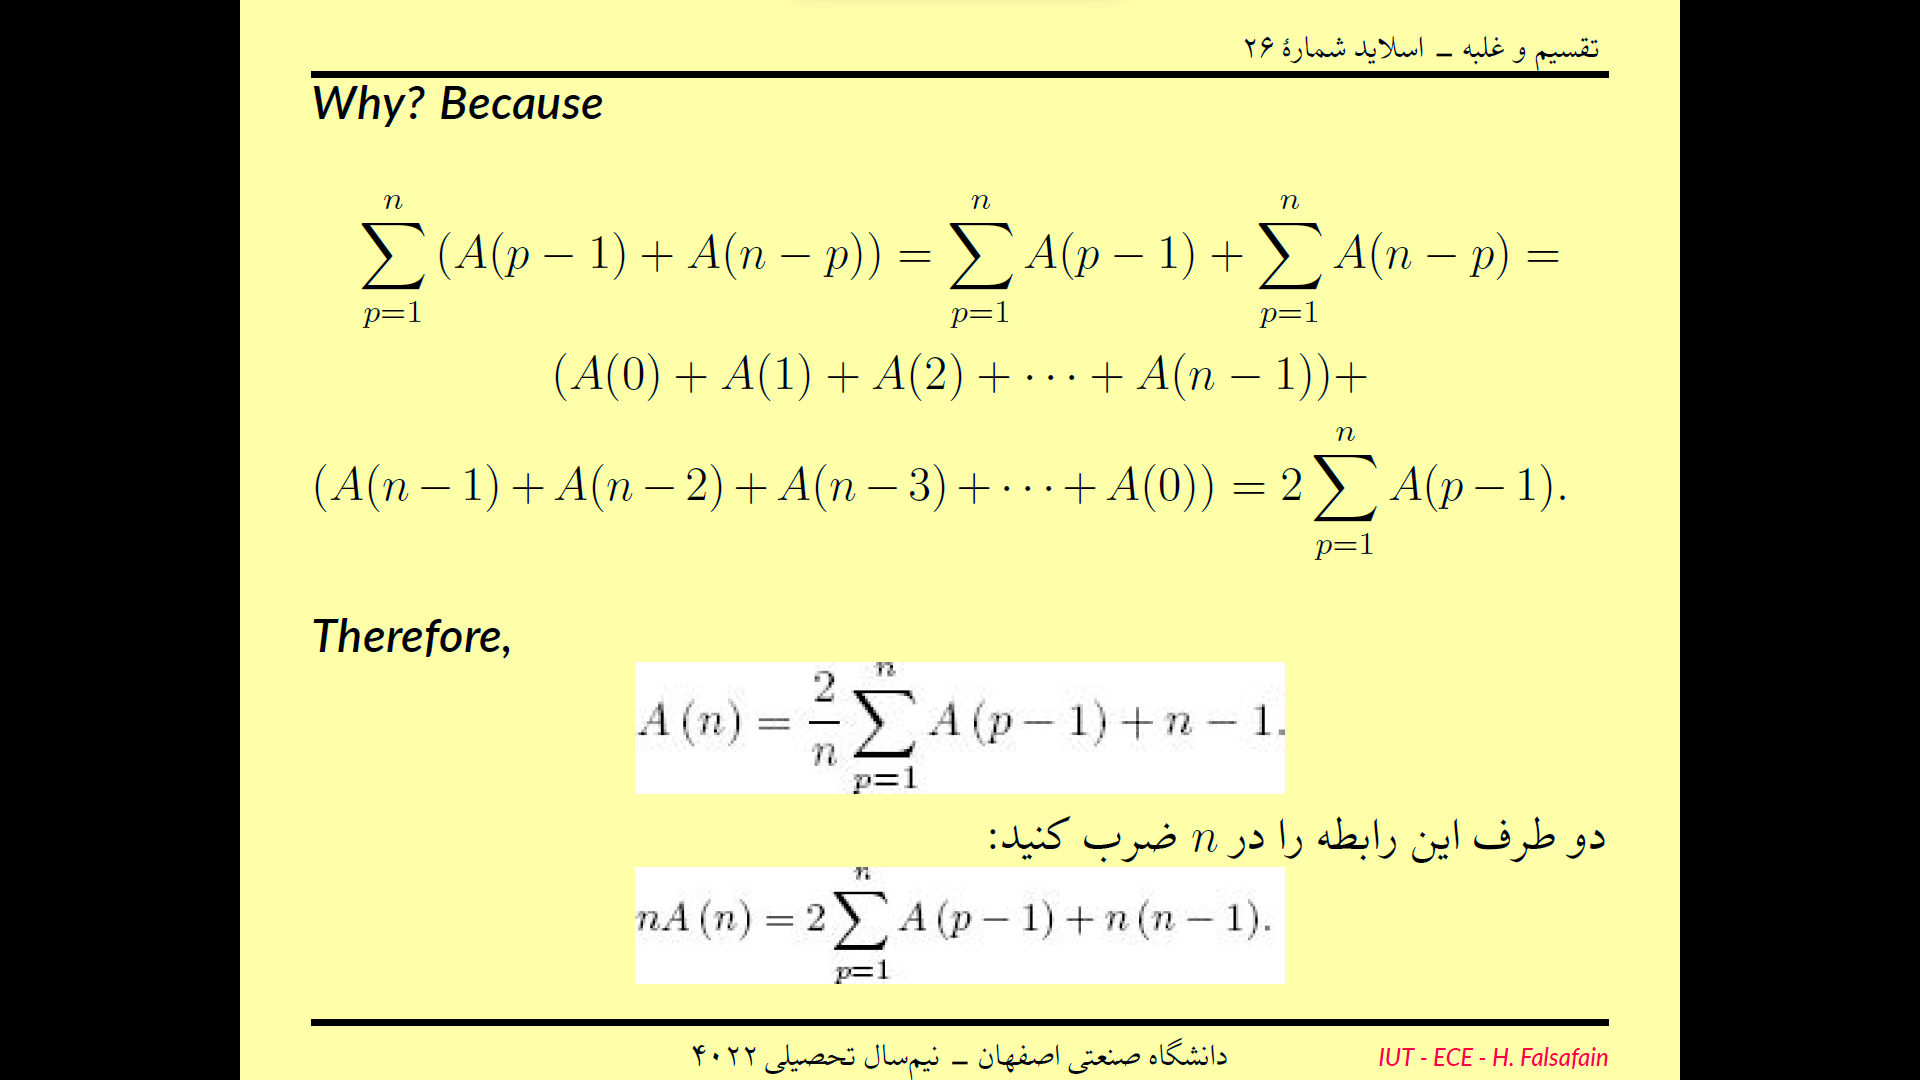 تقسیم و غلبه – اسلاید شمارهٔ ۲۶
Why? Because
\sum_{p=1}^{n} (A(p − 1) + A(n − p)) = \sum_{p=1}^{n} A(p − 1) + \sum_{p=1}^{n} A(n − p) =
(A(0) + A(1) + A(2) + · · · + A(n − 1))+
(A(n − 1) + A(n − 2) + A(n − 3) + · · · + A(0)) = 2 \sum_{p=1}^{n} A(p − 1).
Therefore,
A (n) = \frac{2}{n} \sum_{p=1}^{n} A (p − 1) + n − 1.
دو طرف این رابطه را در n ضرب کنید:
nA (n) = 2 \sum_{p=1}^{n} A (p − 1) + n (n − 1).
دانشگاه صنعتی اصفهان – نیم‌سال تحصیلی ۴۰۲۲
IUT - ECE - H. Falsafain